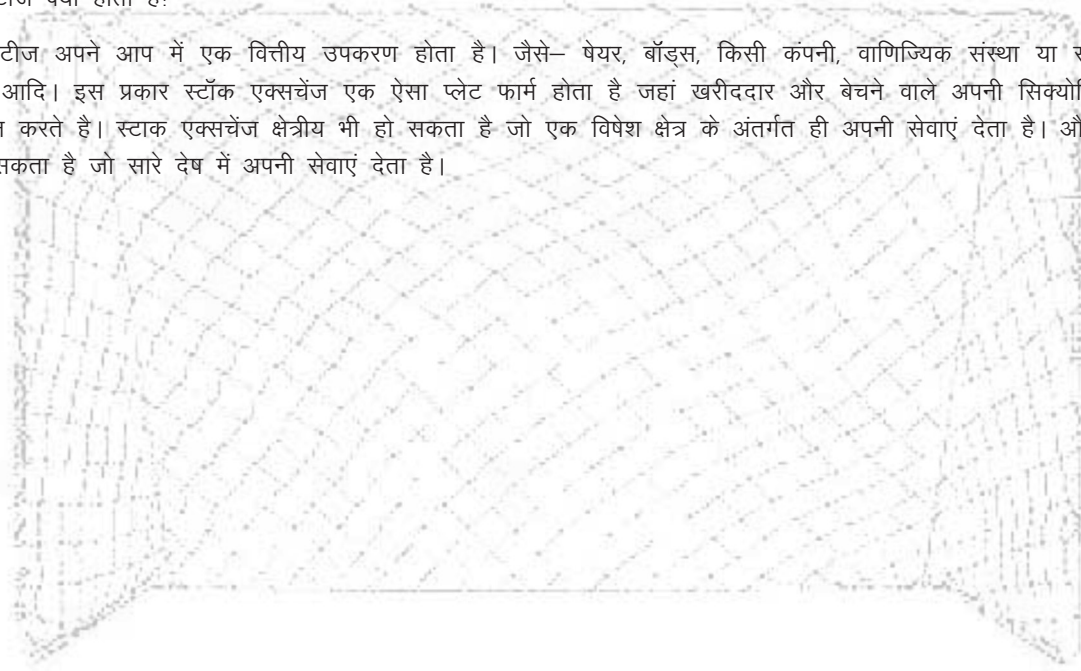 टीज क्या होता है?
टीज अपने आप में एक वित्तीय उपकरण होता है। जैसे– षेयर, बॉड्स, किसी कंपनी, वाणिज्यिक संस्था या
आदि। इस प्रकार स्टॉक एक्सचेंज एक ऐसा प्लेट फार्म होता है जहां खरीददार और बेचने वाले अपनी
करते है। स्टाक एक्सचेंज क्षेत्रीय भी हो सकता है जो एक विषेश क्षेत्र के अंतर्गत ही अपनी सेवाएं देता है।
सकता है जो सारे देष में अपनी सेवाएं देता है।